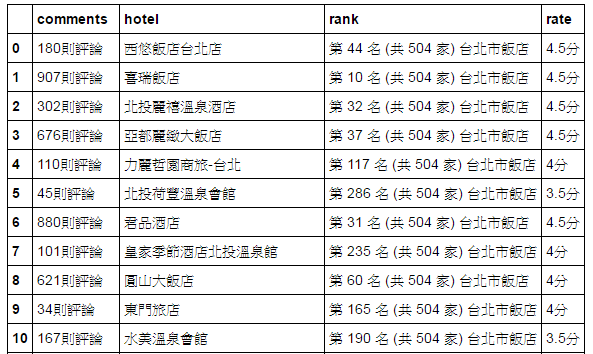 comments hotel rank rate
0 180則評論 西悠飯店台北店 第 44 名 (共 504 家) 台北市飯店 4.5分
1 907則評論 喜瑞飯店 第 10 名 (共 504 家) 台北市飯店 4.5分
2 302則評論 北投麗禧溫泉酒店 第 32 名 (共 504 家) 台北市飯店 4.5分
3 676則評論 亞都麗緻大飯店 第 37 名 (共 504 家) 台北市飯店 4.5分
4 110則評論 力麗哲園商旅-台北 第 117 名 (共 504 家) 台北市飯店 4分
5 45則評論 北投荷豐溫泉會館 第 286 名 (共 504 家) 台北市飯店 3.5分
6 880則評論 君品酒店 第 31 名 (共 504 家) 台北市飯店 4.5分
7 101則評論 皇家季節酒店北投溫泉館 第 235 名 (共 504 家) 台北市飯店 4分
8 621則評論 圓山大飯店 第 60 名 (共 504 家) 台北市飯店 4分
9 34則評論 東門旅店 第 165 名 (共 504 家) 台北市飯店 4分
10 167則評論 水美溫泉會館 第 190 名 (共 504 家) 台北市飯店 3.5分